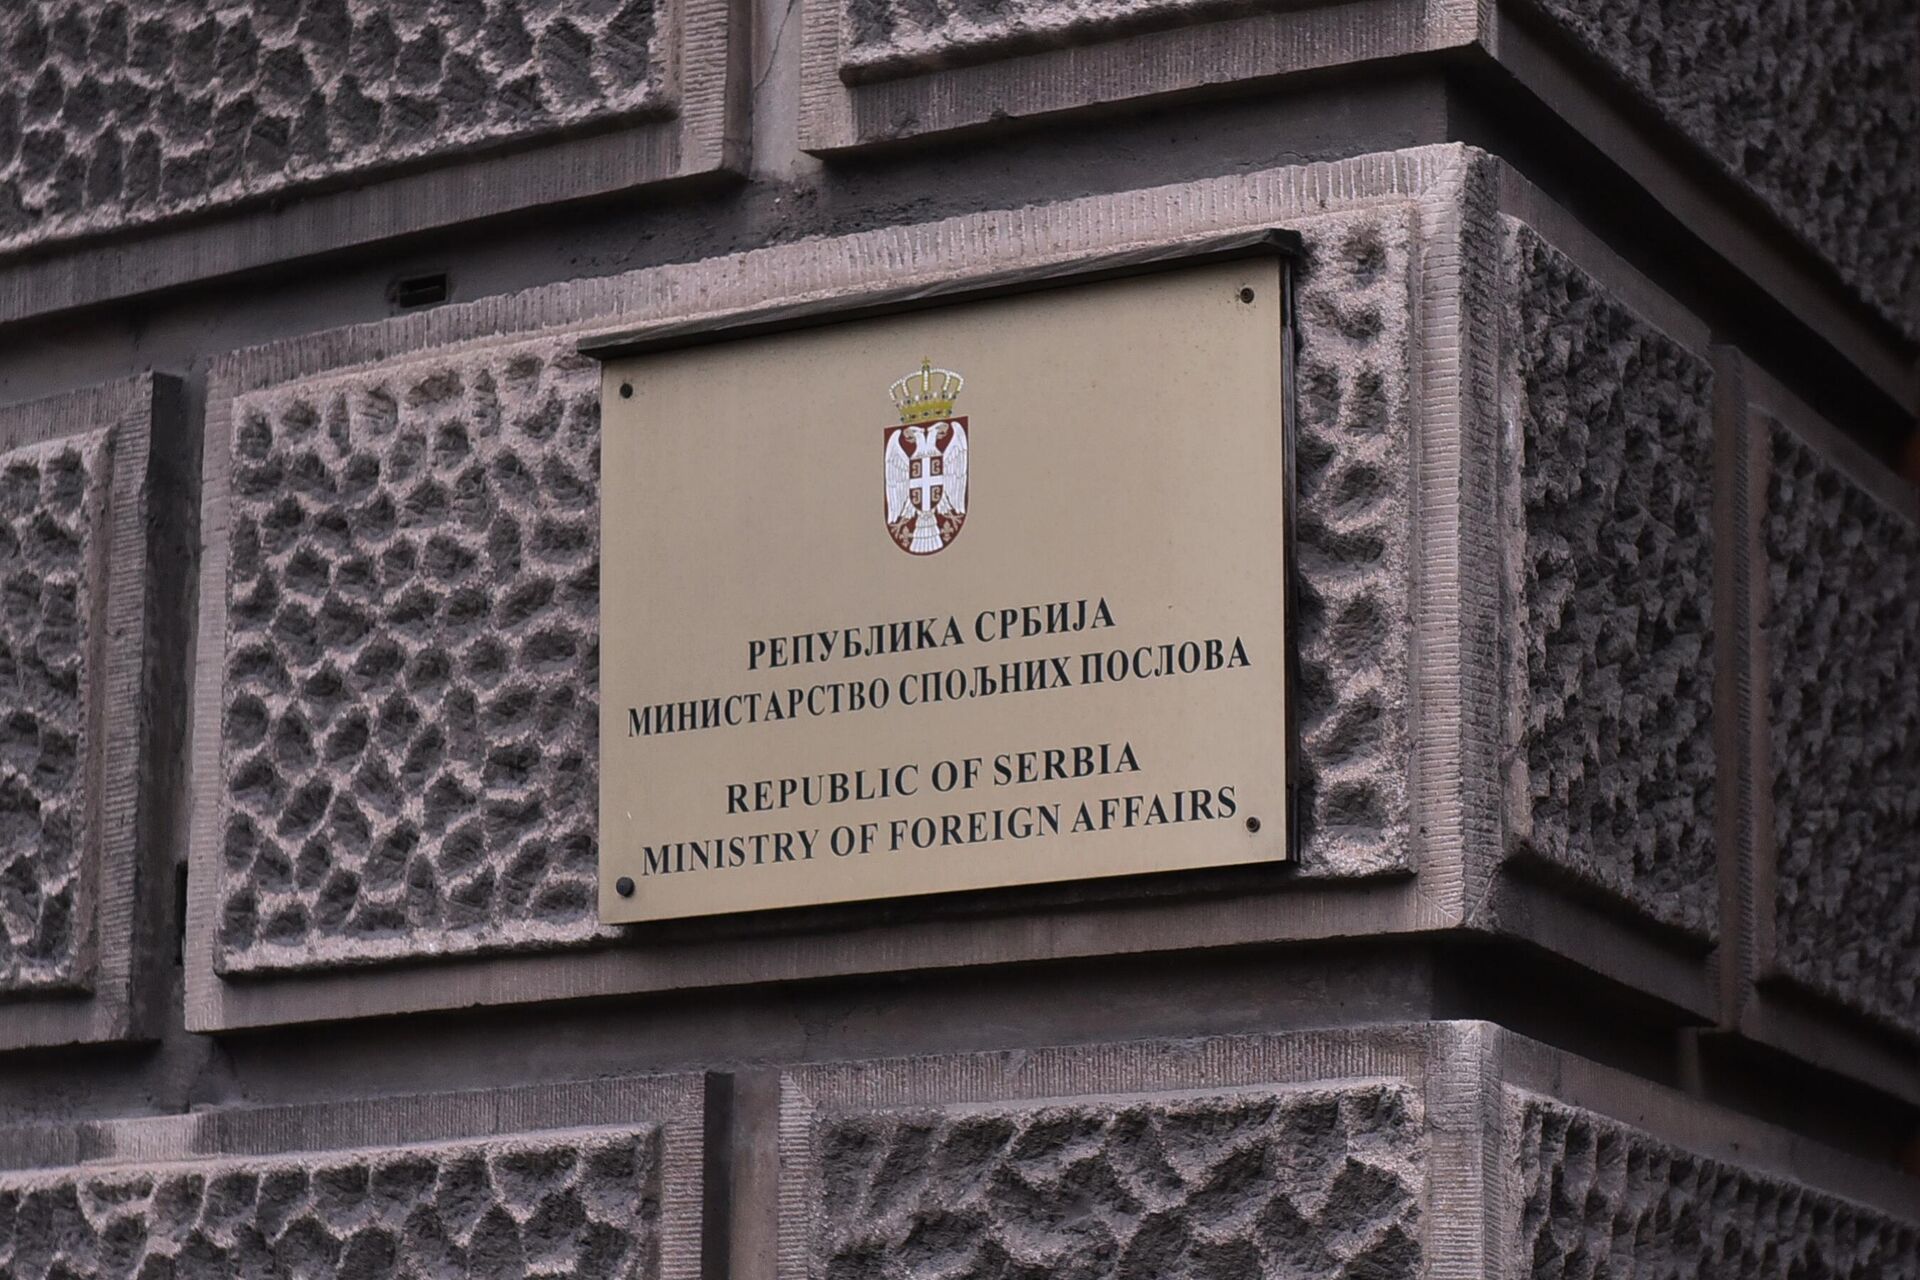 РЕПУБЛИКА СРБИЈА
МИНИСТАРСТВО СПОЉНИХ ПОСЛОВА
REPUBLIC OF SERBIA
MINISTRY OF FOREIGN AFFAIRS